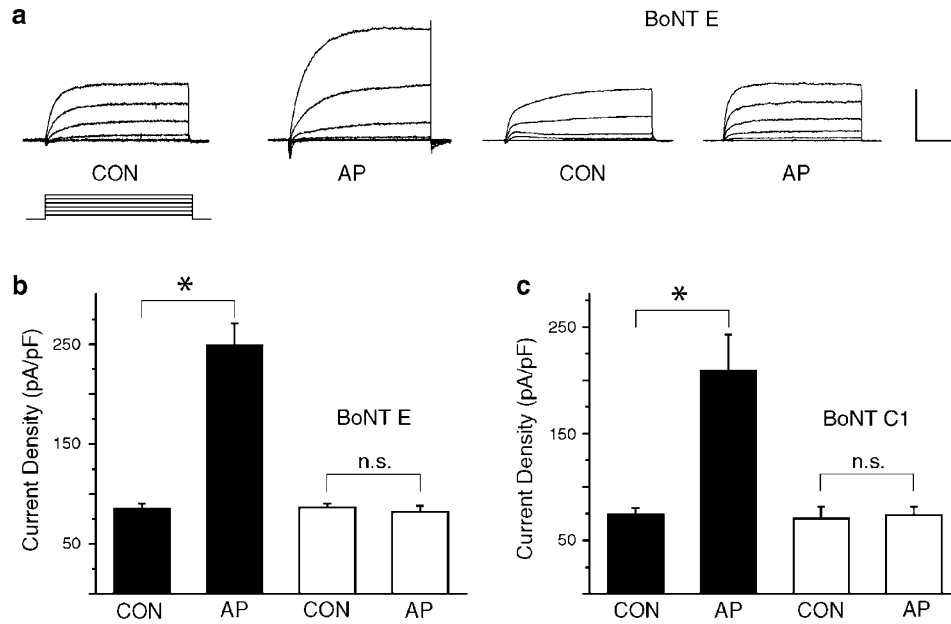 a
BoNT E
CON
AP
CON
AP
b
Current Density (pA/pF)
250
150
50
*
BoNT E
n.s.
CON
AP
CON
AP
c
Current Density (pA/pF)
250
150
50
*
BoNT C1
n.s.
CON
AP
CON
AP